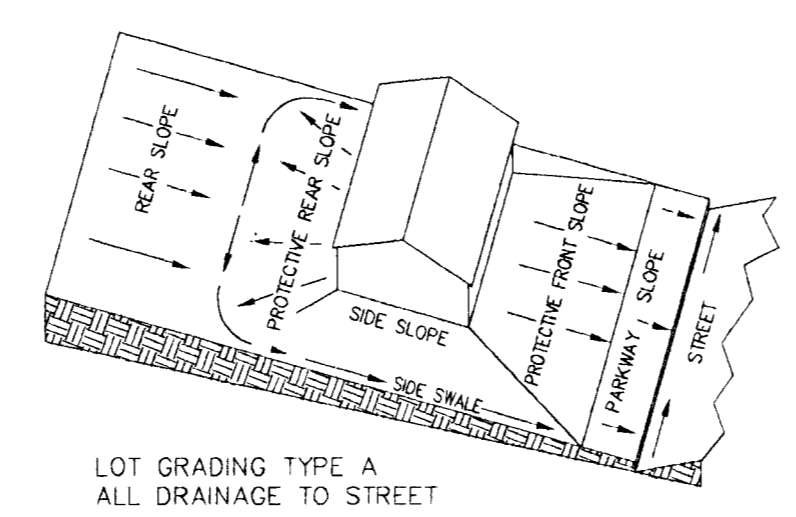 REAR SLOPE
PROTECTIVE REAR SLOPE
SIDE SLOPE
SIDE SWALE
PROTECTIVE FRONT SLOPE
PARKWAY SLOPE
STREET
LOT GRADING TYPE A
ALL DRAINAGE TO STREET